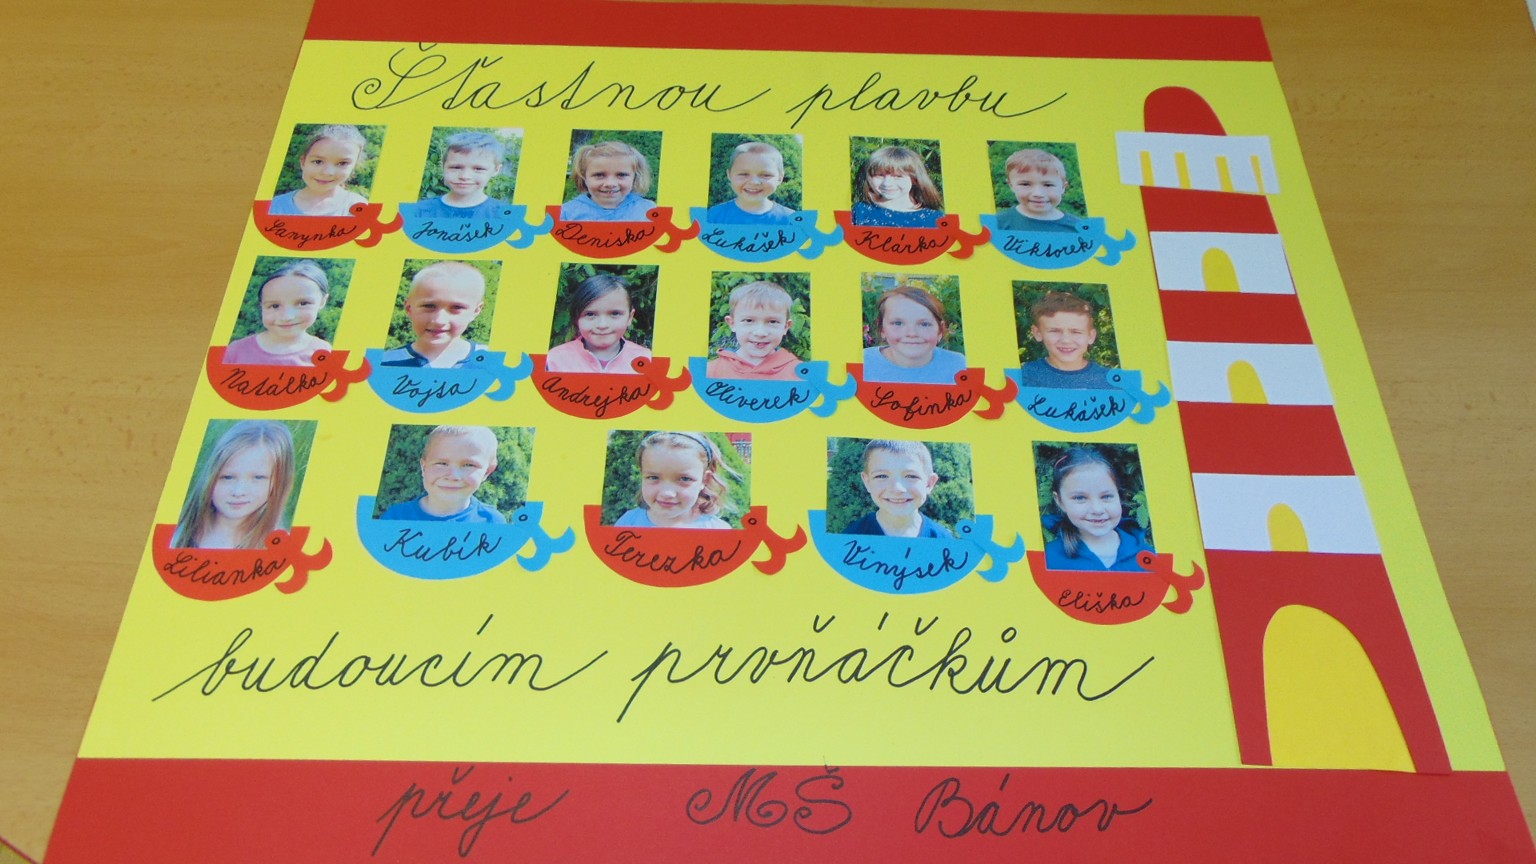 Šťastnou plavbu
Sanynka Jonášek Deniska Lukášek Klárka Viktorek
Natálka Vojta Andrejka Oliverek Sofinka Lukášek
Lilianka Kubík Terezka Vinýsek Eliška
budoucím prvňáčkům
přeje MŠ Bánov